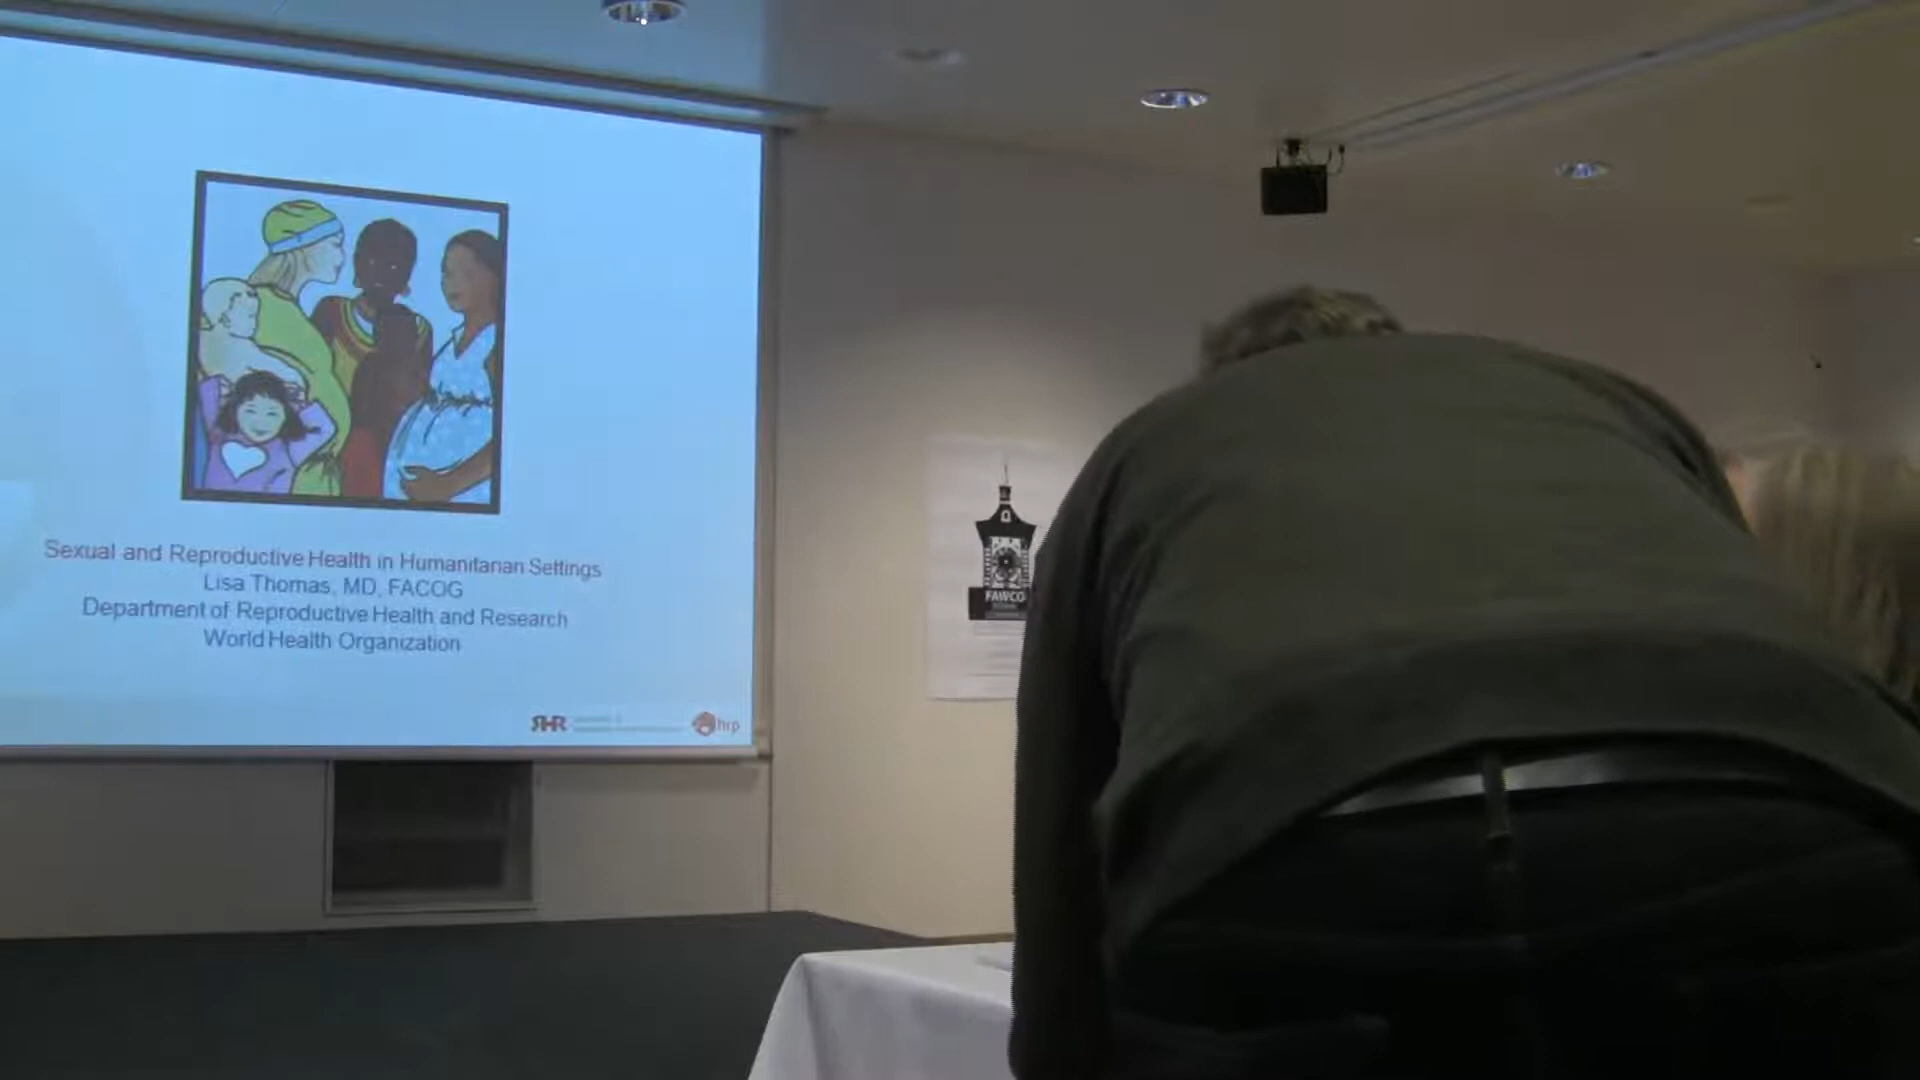 Sexual and Reproductive Health in Humanitarian Settings
Lisa Thomas, MD, FACOG
Department of Reproductive Health and Research
World Health Organization
RHR
hrp
FAWCO